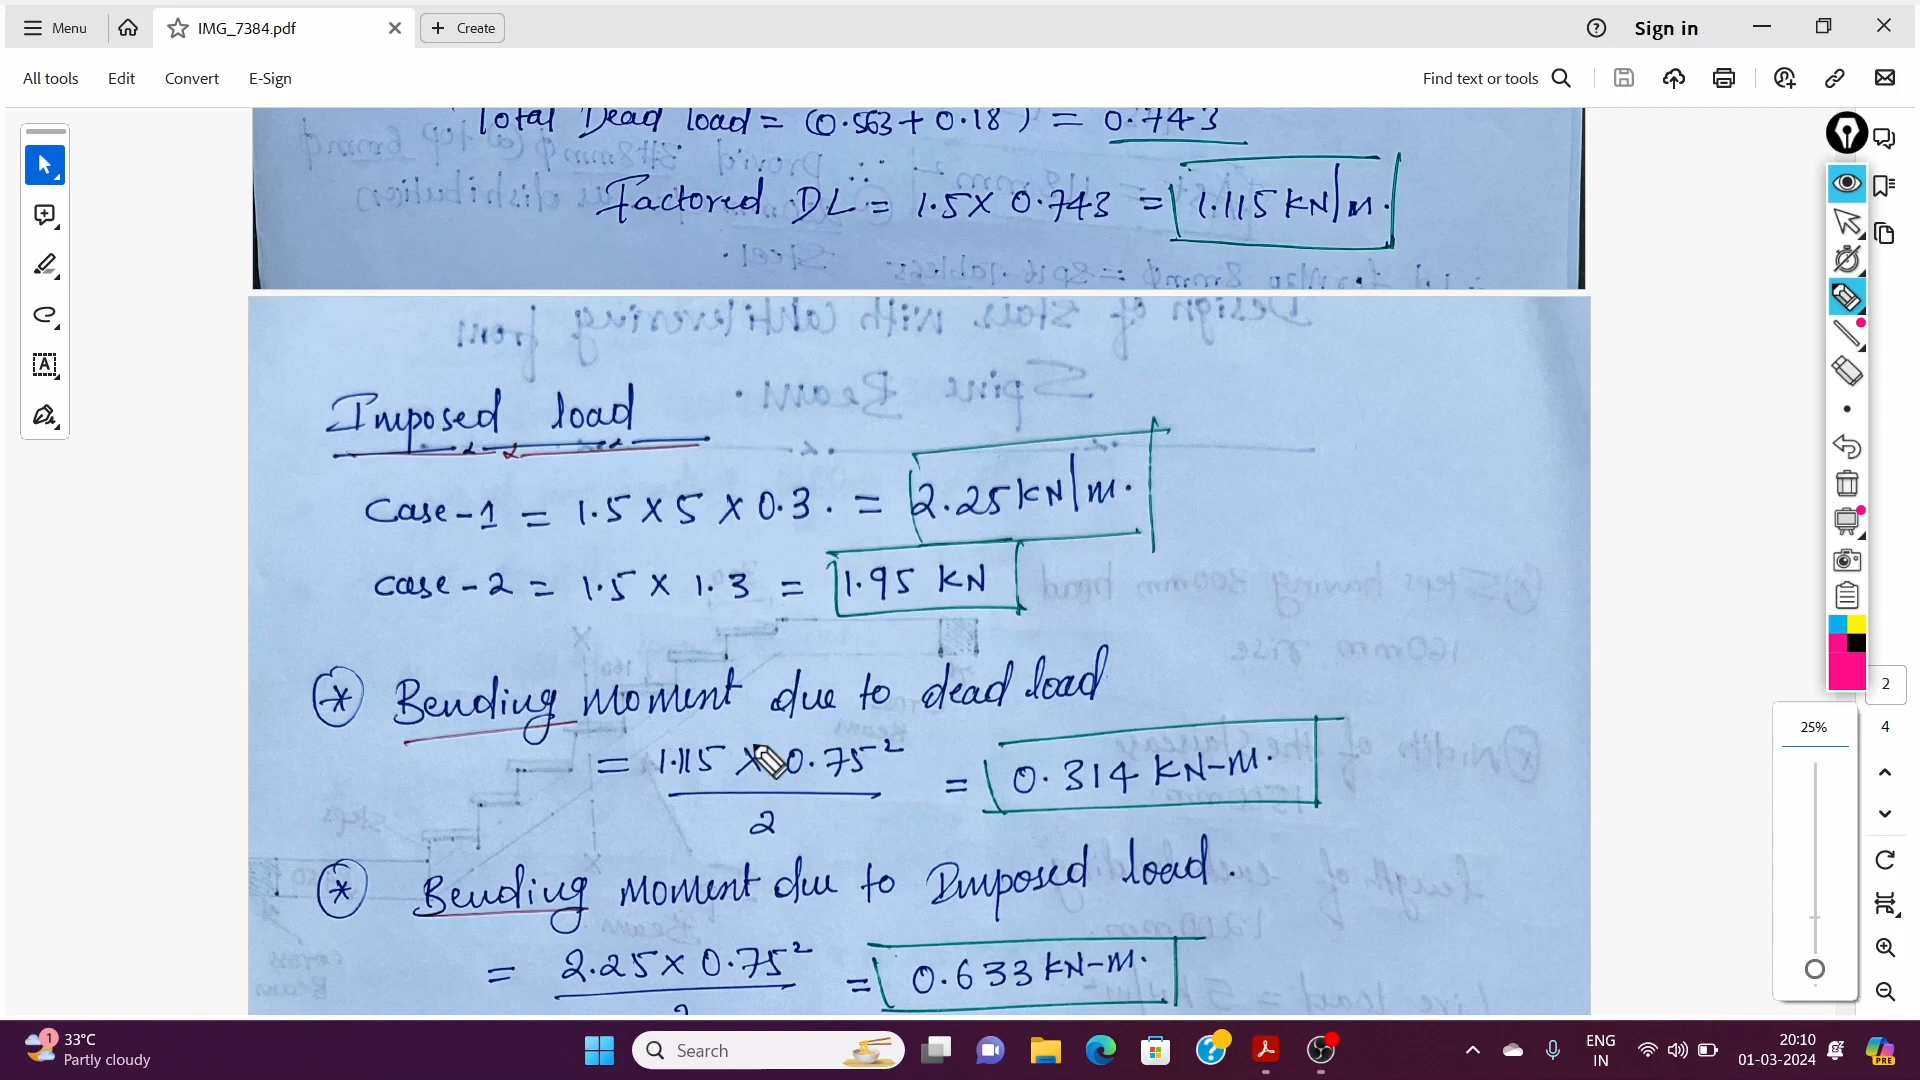 Menu
IMG_7384.pdf
Create
Sign in
All tools
Edit
Convert
E-Sign
Find text or tools
Total Dead load = (0.563 + 0.18) = 0.743
Factored DL = 1.5 X 0.743 = 1.115 KN/m.
Imposed load
Case-1 = 1.5 X 5 X 0.3. = 2.25 KN/m.
Case-2 = 1.5 X 1.3 = 1.95 KN
Bending moment due to dead load
= 1.115 X 0.75²
2
= 0.314 KN-M.
Bending moment due to Imposed load.
= 2.25 X 0.75² = 0.633 KN-M.
2
25%
4
1
33°C
Partly cloudy
Search
ENG
IN
20:10
01-03-2024
PRE